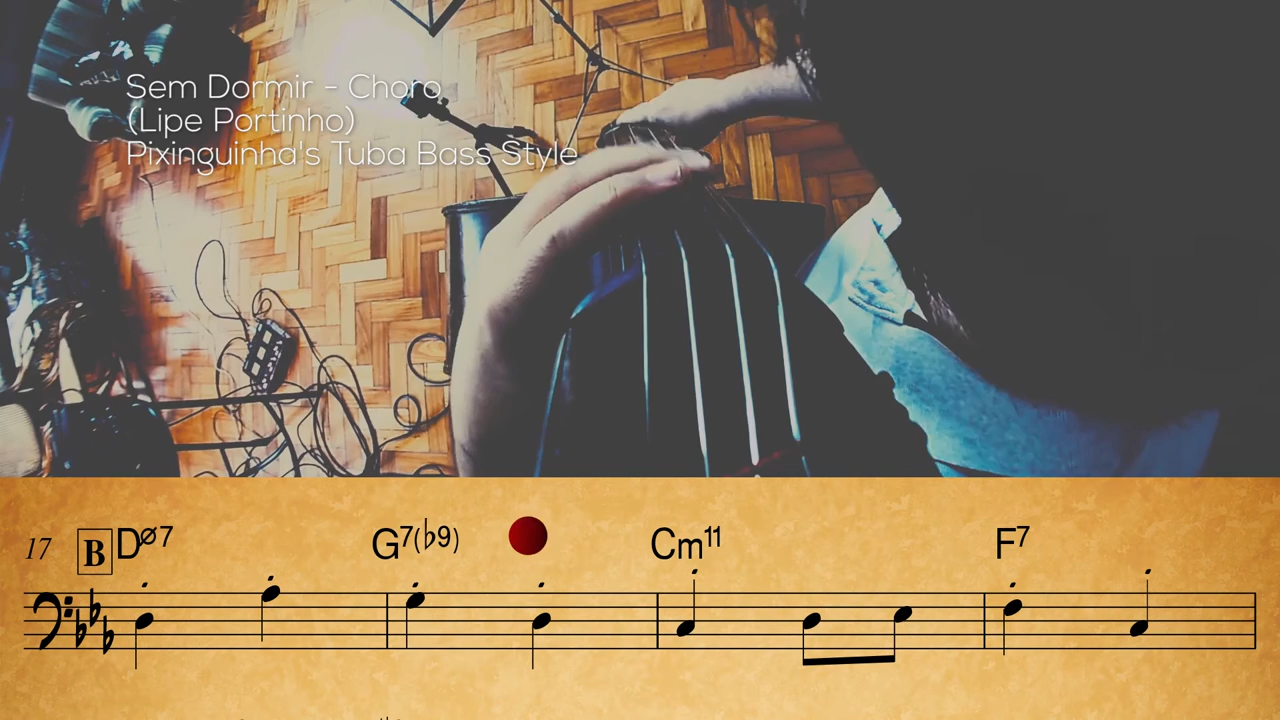 Sem Dormir - Choro
(Lipe Portinho)
Pixinguinha's Tuba Bass Style
17 B Dø7 G7(♭9) Cm11 F7